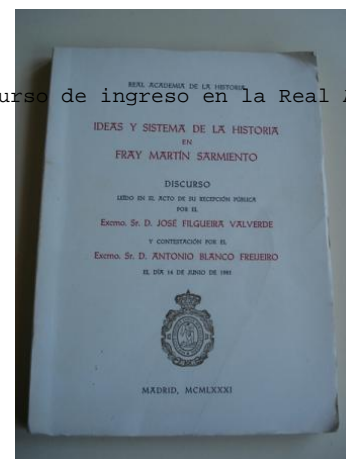 REAL ACADEMIA DE LA HISTORIA
urso de ingreso en la Real A
IDEAS Y SISTEMA DE LA HISTORIA
EN
FRAY MARTÍN SARMIENTO
DISCURSO
LEÍDO EN EL ACTO DE SU RECEPCIÓN PÚBLICA
POR EL
Excmo. Sr. D. JOSÉ FILGUEIRA VALVERDE
Y CONTESTACIÓN POR EL
Excmo. Sr. D. ANTONIO BLANCO FREIJEIRO
EL DÍA 14 DE JUNIO DE 1981
MADRID, MCMLXXXI